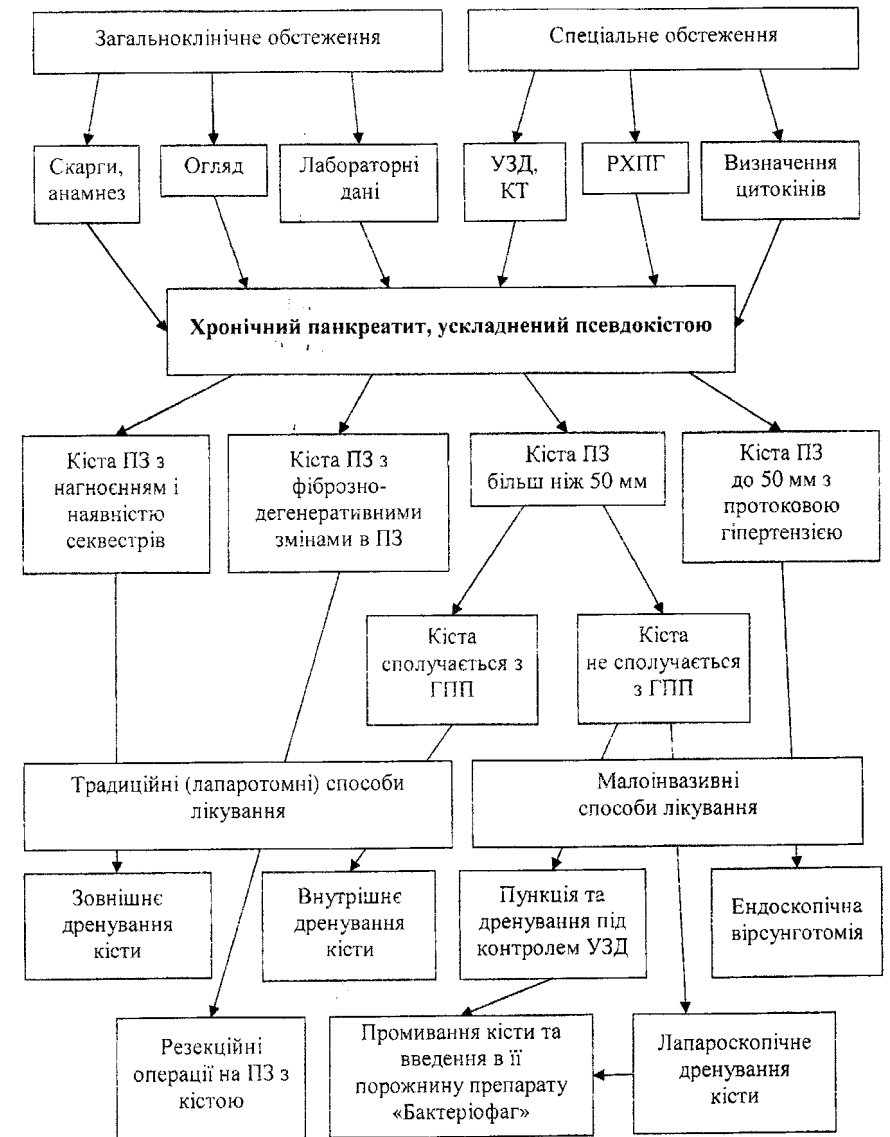 Загальноклінічне обстеження
Спеціальне обстеження
Скарги,
анамнез
Огляд
Лабораторні
дані
УЗД,
КТ
РХПГ
Визначення
цитокінів
Хронічний панкреатит, ускладнений псевдокістою
Кіста ПЗ з
нагноєнням і
наявністю
секвестрів
Кіста ПЗ з
фіброзно-
дегенеративними
змінами в ПЗ
Кіста ПЗ
більш ніж 50 мм
Кіста ПЗ
до 50 мм з
протоковою
гіпертензією
Кіста
сполучається з
ГПП
Кіста
не сполучається
з ГПП
Традиційні (лапаротомні) способи
лікування
Малоінвазивні
способи лікування
Зовнішнє
дренування
кісти
Внутрішнє
дренування
кісти
Пункція та
дренування під
контролем УЗД
Ендоскопічна
вірсунготомія
Резекційні
операції на ПЗ з
кістою
Промивання кісти та
введення в її
порожнину препарату
«Бактеріофаг»
Лапароскопічне
дренування
кісти